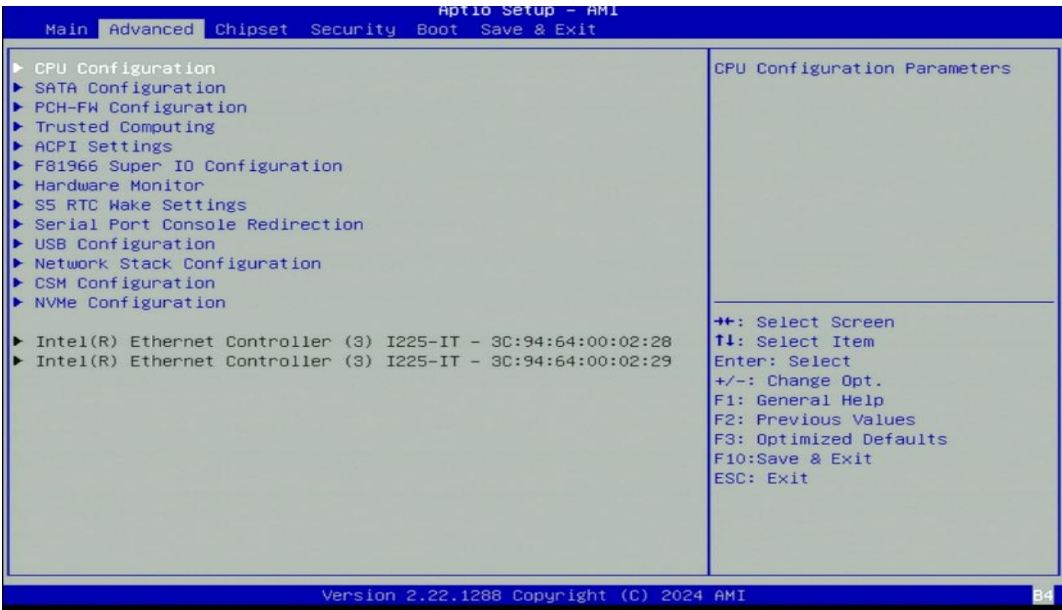 Aptio Setup – AMI
Main Advanced Chipset Security Boot Save & Exit
▶ CPU Configuration
▶ SATA Configuration
▶ PCH-FW Configuration
▶ Trusted Computing
▶ ACPI Settings
▶ F81966 Super IO Configuration
▶ Hardware Monitor
▶ S5 RTC Wake Settings
▶ Serial Port Console Redirection
▶ USB Configuration
▶ Network Stack Configuration
▶ CSM Configuration
▶ NVMe Configuration
▶ Intel(R) Ethernet Controller (3) I225-IT - 3C:94:64:00:02:28
▶ Intel(R) Ethernet Controller (3) I225-IT - 3C:94:64:00:02:29
CPU Configuration Parameters
→←: Select Screen
↑↓: Select Item
Enter: Select
+/-: Change Opt.
F1: General Help
F2: Previous Values
F3: Optimized Defaults
F10:Save & Exit
ESC: Exit
Version 2.22.1288 Copyright (C) 2024 AMI
B4